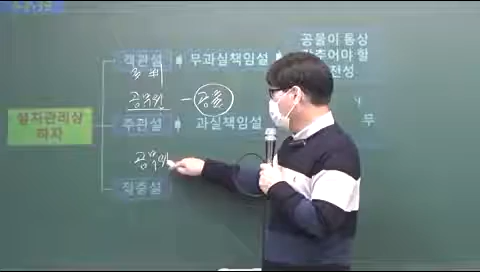 객관설 무과실책임설 공물이 통상
갖추어야 할
안전성
공무원 - 공물
설치관리상
하자
주관설 과실책임설
무
공무원
절충설